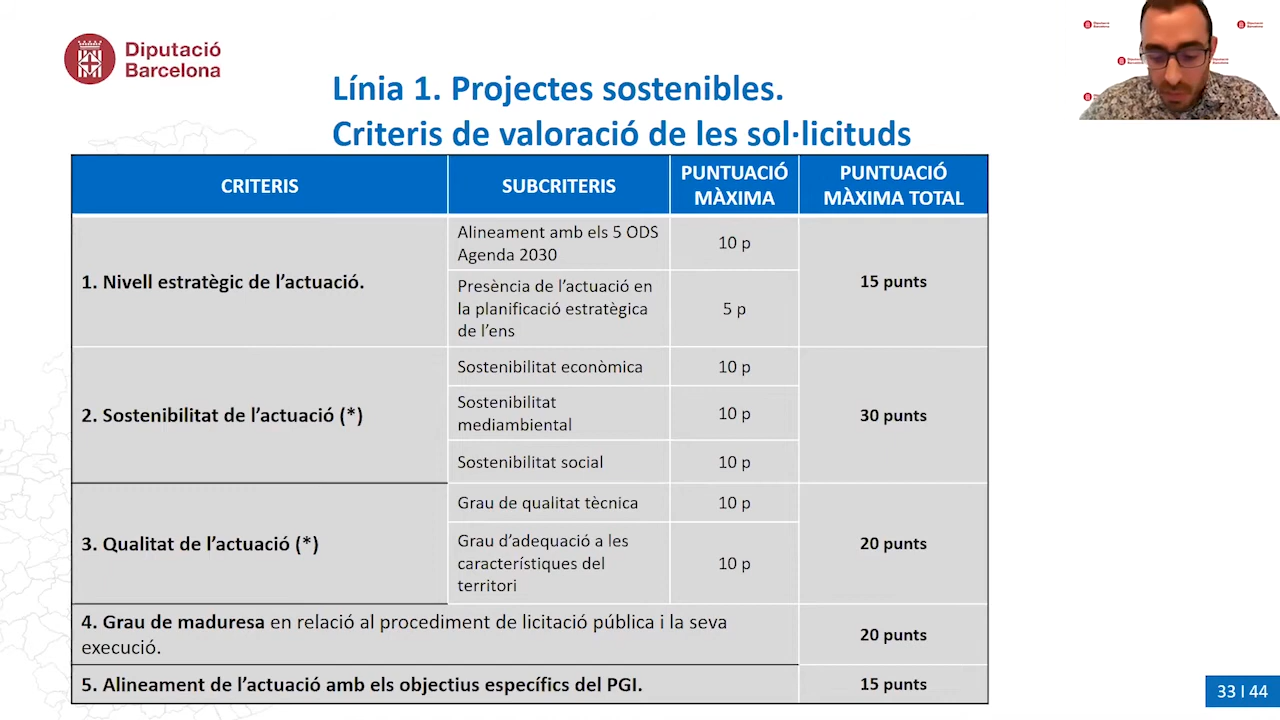 Diputació
Barcelona
Línia 1. Projectes sostenibles.
Criteris de valoració de les sol·licituds
CRITERIS
SUBCRITERIS
PUNTUACIÓ
MÀXIMA
PUNTUACIÓ
MÀXIMA TOTAL
1. Nivell estratègic de l’actuació.
Alineament amb els 5 ODS
Agenda 2030
10 p
Presència de l’actuació en
la planificació estratègica
de l’ens
5 p
15 punts
2. Sostenibilitat de l’actuació (*)
Sostenibilitat econòmica
10 p
Sostenibilitat
mediambiental
10 p
Sostenibilitat social
10 p
30 punts
3. Qualitat de l’actuació (*)
Grau de qualitat tècnica
10 p
Grau d’adequació a les
característiques del
territori
10 p
20 punts
4. Grau de maduresa en relació al procediment de licitació pública i la seva
execució.
20 punts
5. Alineament de l’actuació amb els objectius específics del PGI.
15 punts
33 I 44